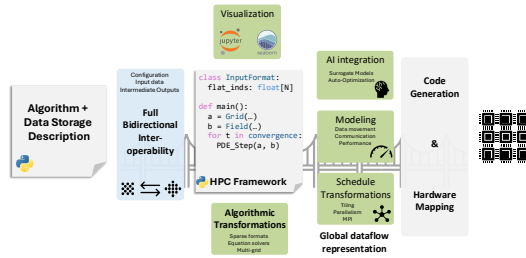 Visualization
jupyter
seaborn
Algorithm +
Data Storage
Description
Configuration
Input data
Intermediate Outputs
Full
Bidirectional
Inter-
operability
class InputFormat:
flat_inds: float[N]
def main():
a = Grid(…)
b = Field(…)
for t in convergence:
PDE_Step(a, b)
HPC Framework
Algorithmic
Transformations
Sparse formats
Equation solvers
Multi-grid
AI integration
Surrogate Models
Auto-Optimization
Modeling
Data movement
Communication
Performance
Schedule
Transformations
Tiling
Parallelism
MPI
Global dataflow
representation
Code
Generation
&
Hardware
Mapping